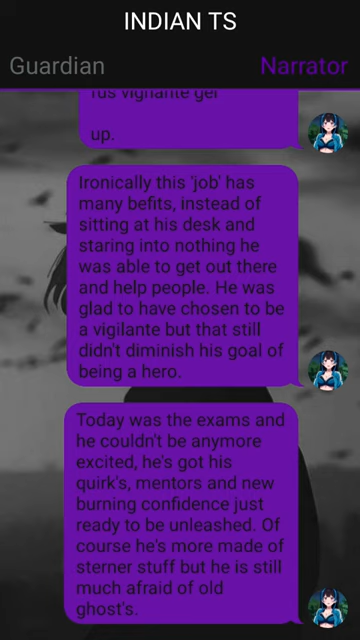 INDIAN TS
Guardian
Narrator
up.
Ironically this 'job' has
many befits, instead of
sitting at his desk and
staring into nothing he
was able to get out there
and help people. He was
glad to have chosen to be
a vigilante but that still
didn't diminish his goal of
being a hero.
Today was the exams and
he couldn't be anymore
excited, he's got his
quirk's, mentors and new
burning confidence just
ready to be unleashed. Of
course he's more made of
sterner stuff but he is still
much afraid of old
ghost's.